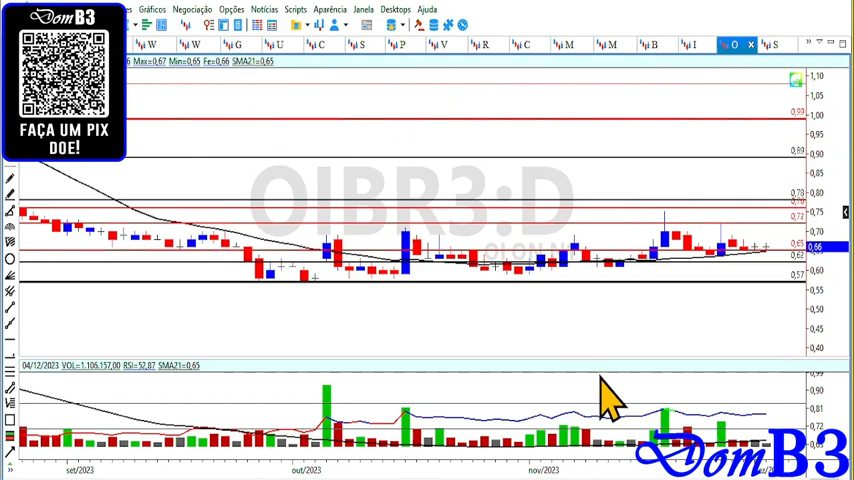 DomB3
FAÇA UM PIX
DOE!
Gráficos Negociação Opções Notícias Scripts Aparência Janela Desktops Ajuda
W W G U C S P V R C M M B I O S
Max=0,67 Min=0,65 Fe=0,66 SMA21=0,65
OIBR3:D
1,10
1,05
1,00
0,95
0,90
0,85
0,80
0,75
0,70
0,66
0,60
0,55
0,50
0,45
0,40
0,99
0,89
0,78
0,72
0,65
0,62
0,57
04/12/2023 VOL=1.106.157,00 RSI=52,87 SMA21=0,65
0,99
0,90
0,81
0,72
0,63
set/2023 out/2023 nov/2023
DomB3